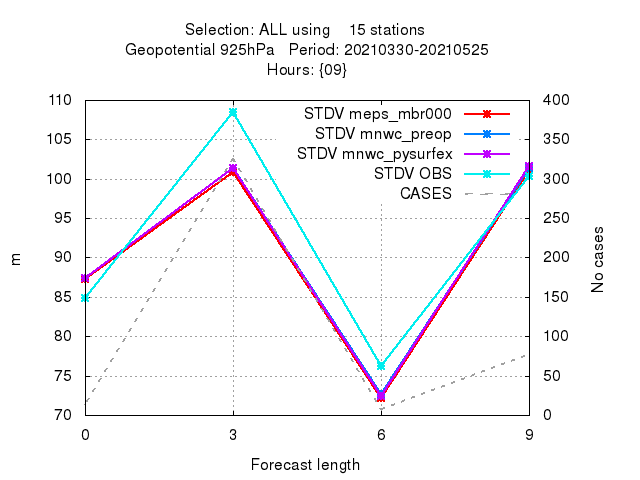 Selection: ALL using    15 stations
Geopotential 925hPa   Period: 20210330-20210525
Hours: {09}
110 400
STDV meps_mbr000
105 350
STDV mnwc_preop
STDV mnwc_pysurfex
100 300
STDV OBS
CASES
95 250
90 200
m
No cases
85 150
80 100
75 50
70 0
0 3 6 9
Forecast length